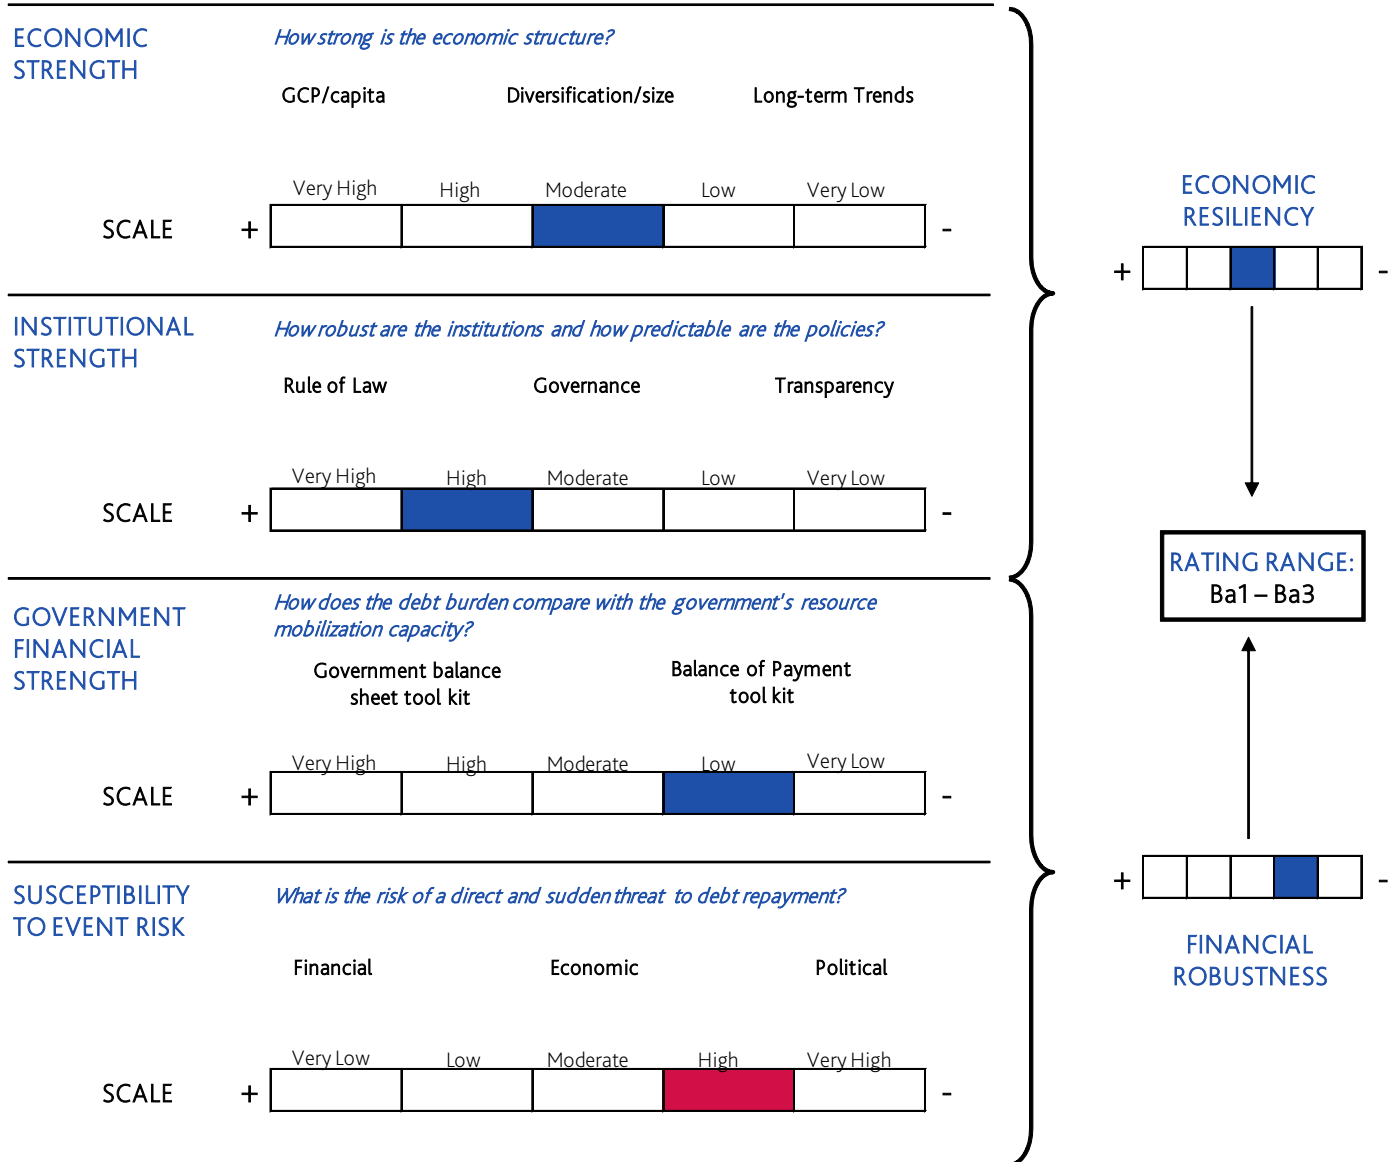 ECONOMIC
STRENGTH
How strong is the economic structure?
GCP/capita Diversification/size Long-term Trends
Very High High Moderate Low Very Low
SCALE + -
INSTITUTIONAL
STRENGTH
How robust are the institutions and how predictable are the policies?
Rule of Law Governance Transparency
Very High High Moderate Low Very Low
SCALE + -
GOVERNMENT
FINANCIAL
STRENGTH
How does the debt burden compare with the government's resource
mobilization capacity?
Government balance
sheet tool kit
Balance of Payment
tool kit
Very High High Moderate Low Very Low
SCALE + -
SUSCEPTIBILITY
TO EVENT RISK
What is the risk of a direct and sudden threat to debt repayment?
Financial Economic Political
Very Low Low Moderate High Very High
SCALE + -
ECONOMIC
RESILIENCY
+ -
RATING RANGE:
Ba1 – Ba3
+ -
FINANCIAL
ROBUSTNESS